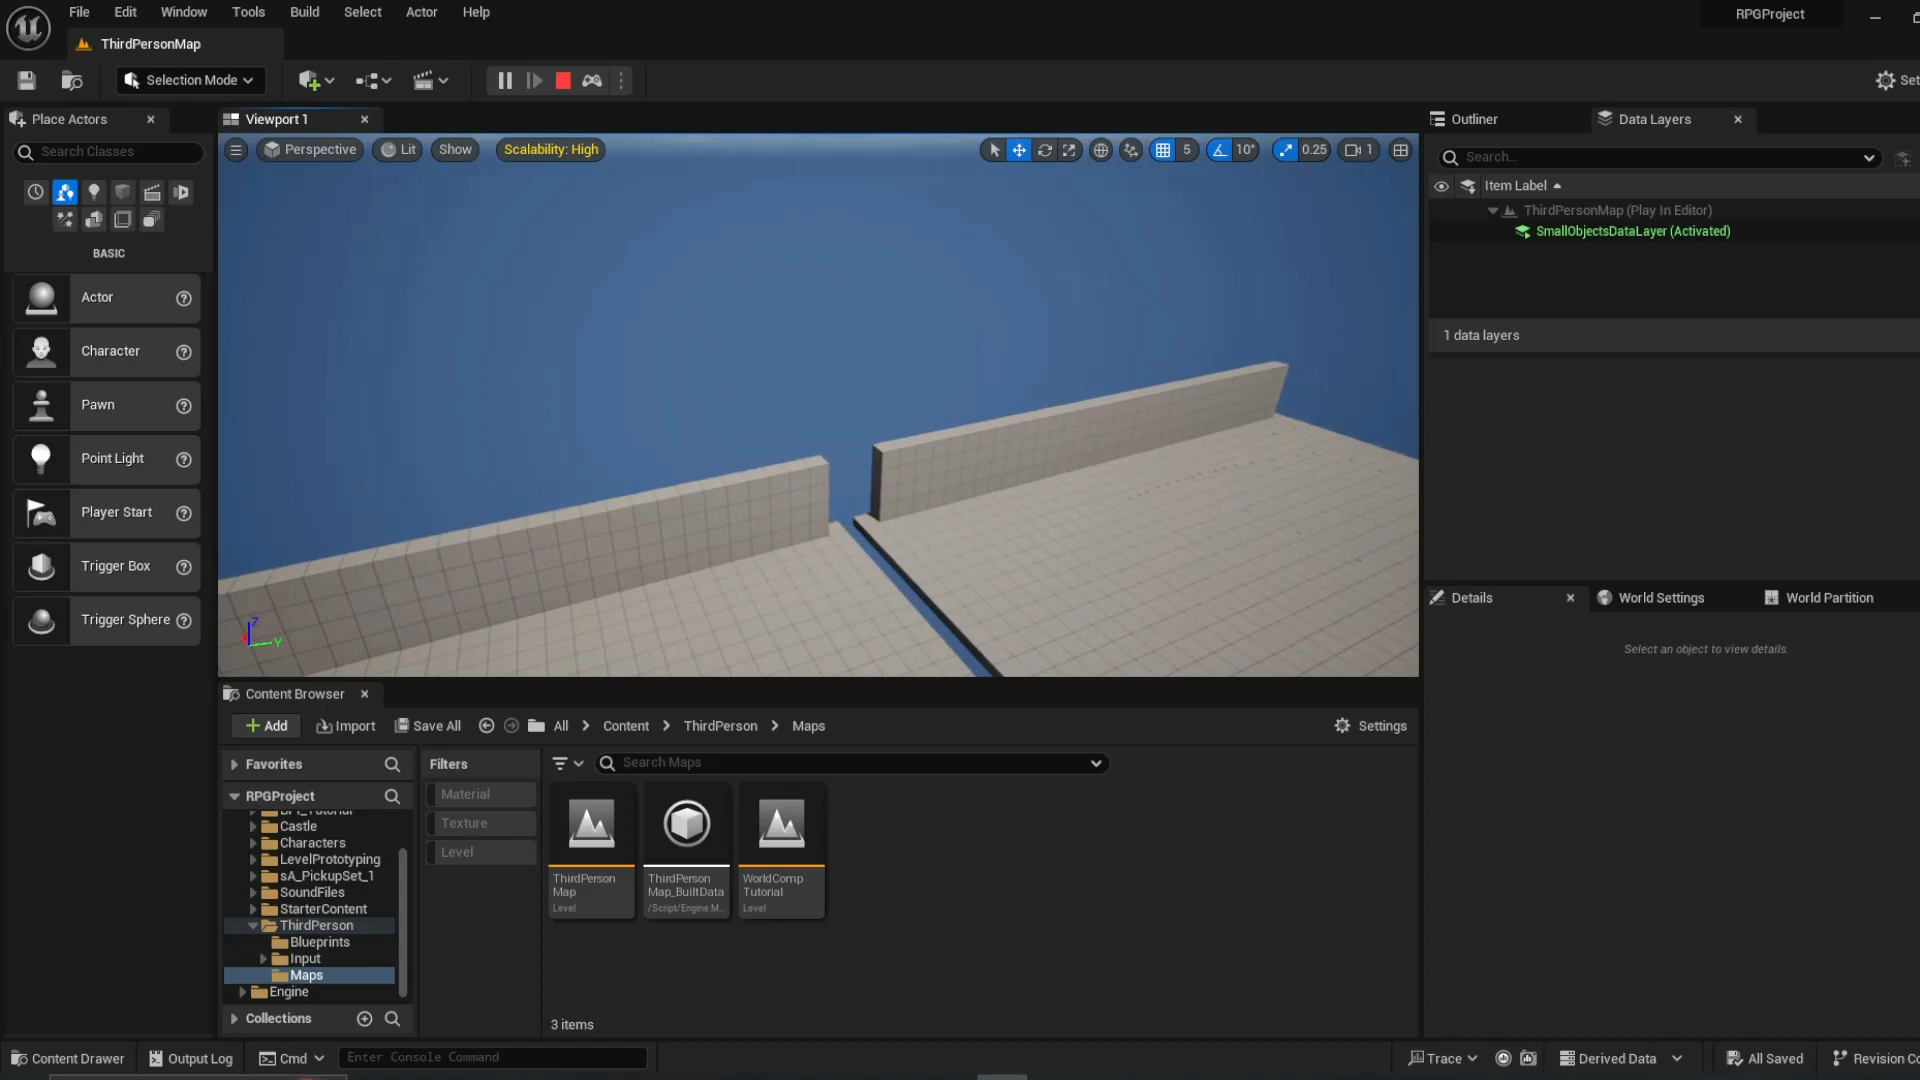 File Edit Window Tools Build Select Actor Help
RPGProject
ThirdPersonMap
Selection Mode
Place Actors
Viewport 1
Outliner
Data Layers
Search Classes
Perspective
Lit
Show
Scalability: High
5
10°
0.25
1
Search...
Item Label
ThirdPersonMap (Play In Editor)
SmallObjectsDataLayer (Activated)
1 data layers
BASIC
Actor
Character
Pawn
Point Light
Player Start
Trigger Box
Trigger Sphere
Z
Y
Details
World Settings
World Partition
Select an object to view details.
Content Browser
Add
Import
Save All
All
Content
ThirdPerson
Maps
Settings
Favorites
Filters
Search Maps
RPGProject
Castle
Characters
LevelPrototyping
sA_PickupSet_1
SoundFiles
StarterContent
ThirdPerson
Blueprints
Input
Maps
Engine
Collections
Material
Texture
Level
ThirdPerson
Map
Level
ThirdPerson
Map_BuiltData
/Script/Engine.M...
WorldComp
Tutorial
Level
3 items
Content Drawer
Output Log
Cmd
Enter Console Command
Trace
Derived Data
All Saved
Revision Co